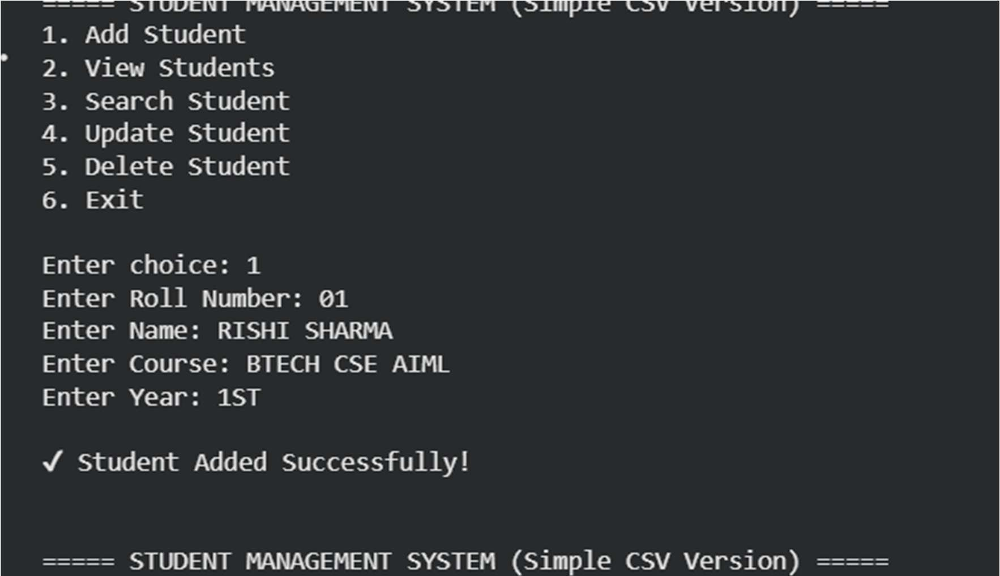 ===== STUDENT MANAGEMENT SYSTEM (Simple CSV Version) =====
1. Add Student
2. View Students
3. Search Student
4. Update Student
5. Delete Student
6. Exit
Enter choice: 1
Enter Roll Number: 01
Enter Name: RISHI SHARMA
Enter Course: BTECH CSE AIML
Enter Year: 1ST
✓ Student Added Successfully!
===== STUDENT MANAGEMENT SYSTEM (Simple CSV Version) =====